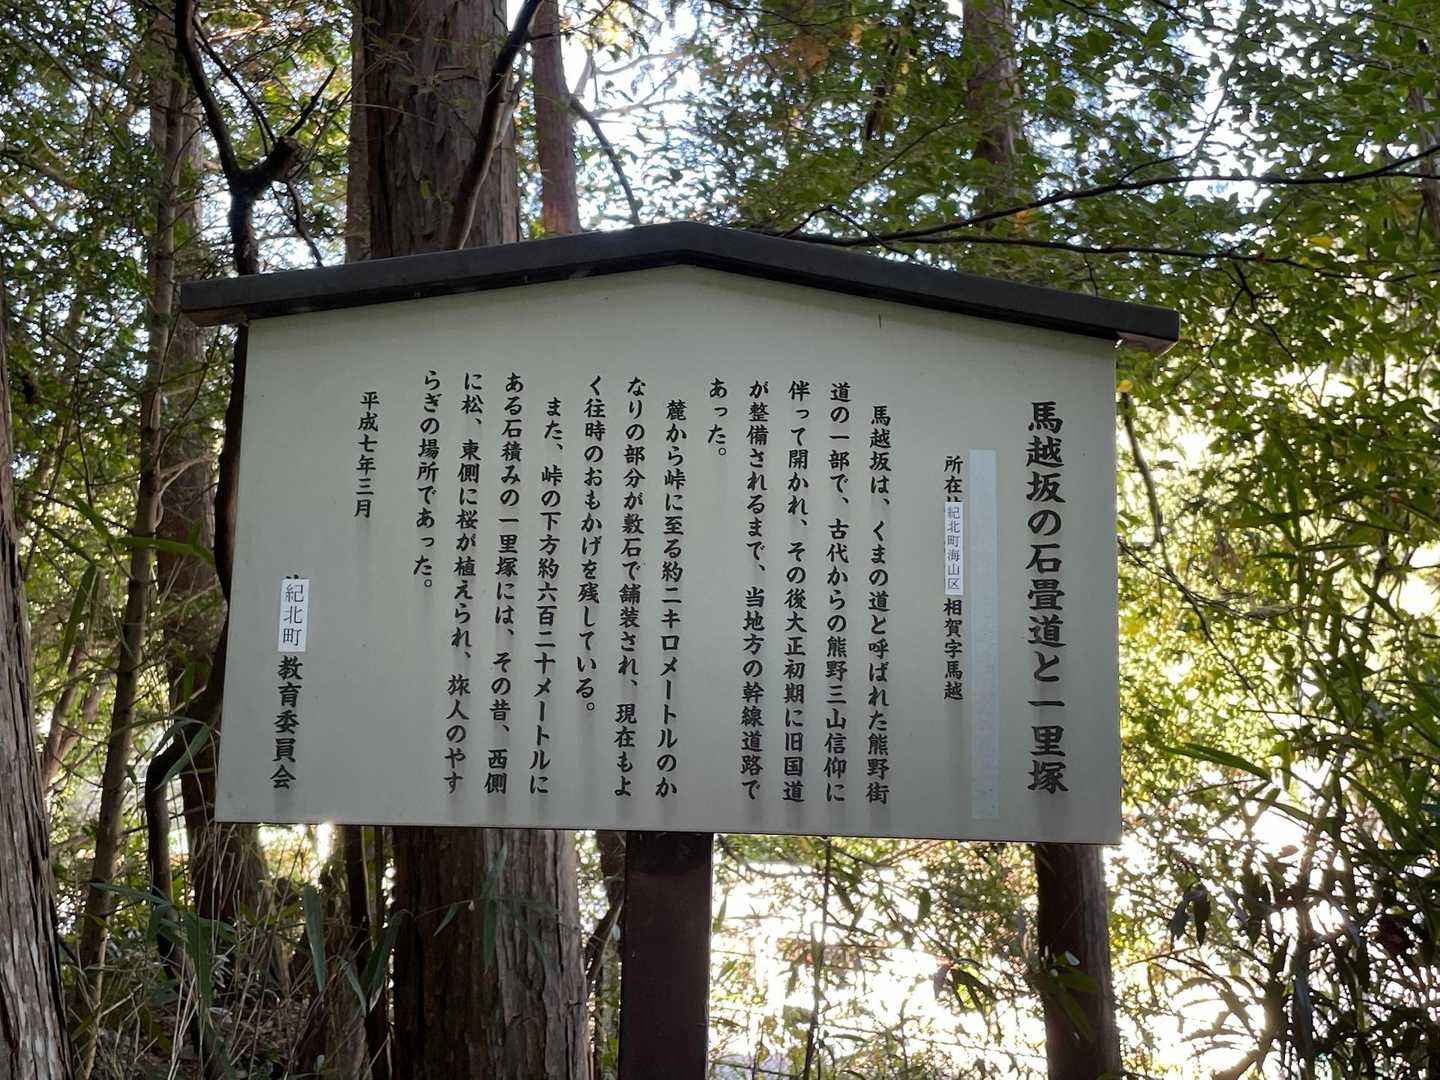 馬越坂の石畳道と一里塚
所在地 紀北町海山区 相賀字馬越
馬越坂は、くまの道と呼ばれた熊野街
道の一部で、古代からの熊野三山信仰に
伴って開かれ、その後大正初期に旧国道
が整備されるまで、当地方の幹線道路で
あった。
麓から峠に至る約二キロメートルのか
なりの部分が敷石で舗装され、現在もよ
く往時のおもかげを残している。
また、峠の下方約六百二十メートルに
ある石積みの一里塚には、その昔、西側
に松、東側に桜が植えられ、旅人のやす
らぎの場所であった。
平成七年三月
紀北町 教育委員会